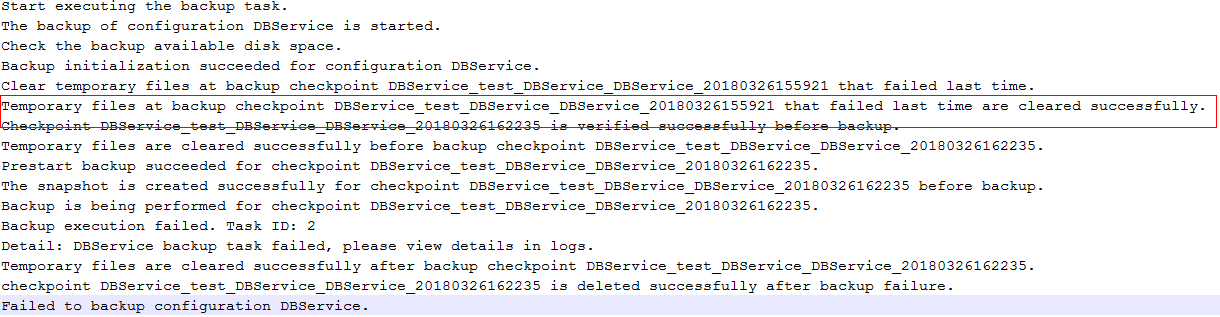 Start executing the backup task.
The backup of configuration DBService is started.
Check the backup available disk space.
Backup initialization succeeded for configuration DBService.
Clear temporary files at backup checkpoint DBService_test_DBService_DBService_20180326155921 that failed last time.
Temporary files at backup checkpoint DBService_test_DBService_DBService_20180326155921 that failed last time are cleared successfully.
Checkpoint DBService_test_DBService_DBService_20180326162235 is verified successfully before backup.
Temporary files are cleared successfully before backup checkpoint DBService_test_DBService_DBService_20180326162235.
Prestart backup succeeded for checkpoint DBService_test_DBService_DBService_20180326162235.
The snapshot is created successfully for checkpoint DBService_test_DBService_DBService_20180326162235 before backup.
Backup is being performed for checkpoint DBService_test_DBService_DBService_20180326162235.
Backup execution failed. Task ID: 2
Detail: DBService backup task failed, please view details in logs.
Temporary files are cleared successfully after backup checkpoint DBService_test_DBService_DBService_20180326162235.
checkpoint DBService_test_DBService_DBService_20180326162235 is deleted successfully after backup failure.
Failed to backup configuration DBService.